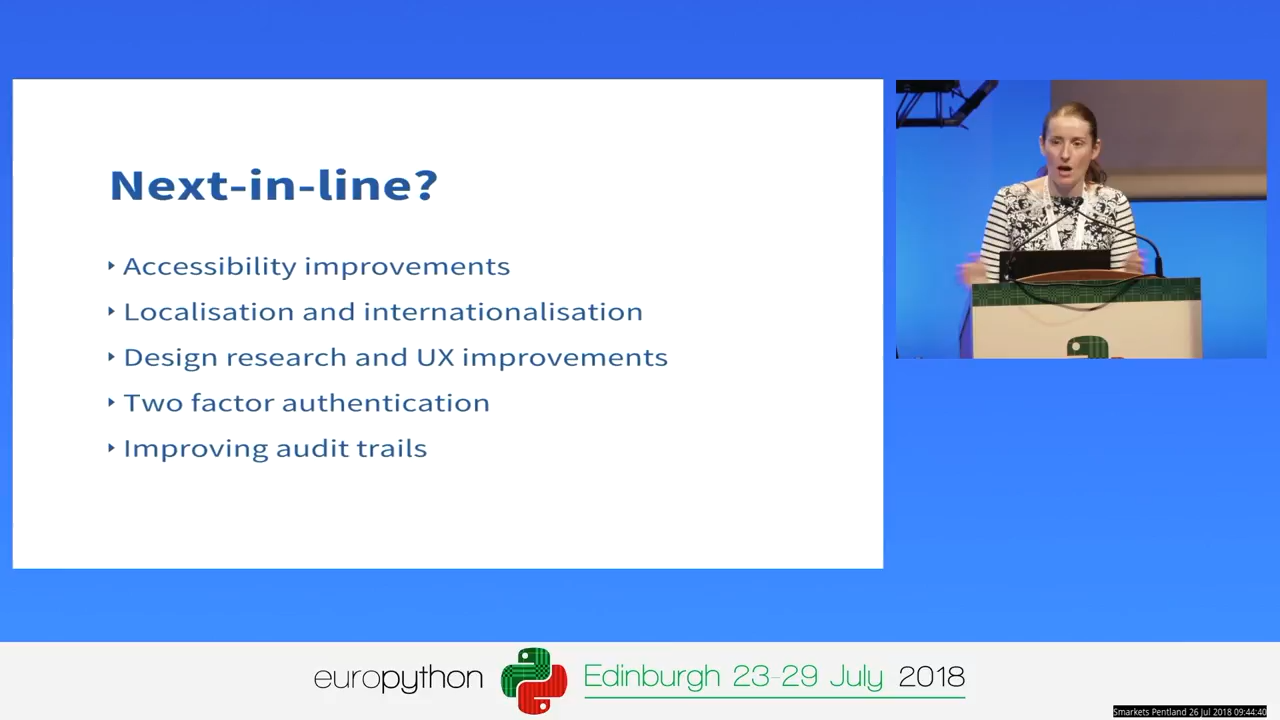 Next-in-line?
‣ Accessibility improvements
‣ Localisation and internationalisation
‣ Design research and UX improvements
‣ Two factor authentication
‣ Improving audit trails
europython Edinburgh 23-29 July 2018
Smarkets Pentland 26 Jul 2018 09:44:40